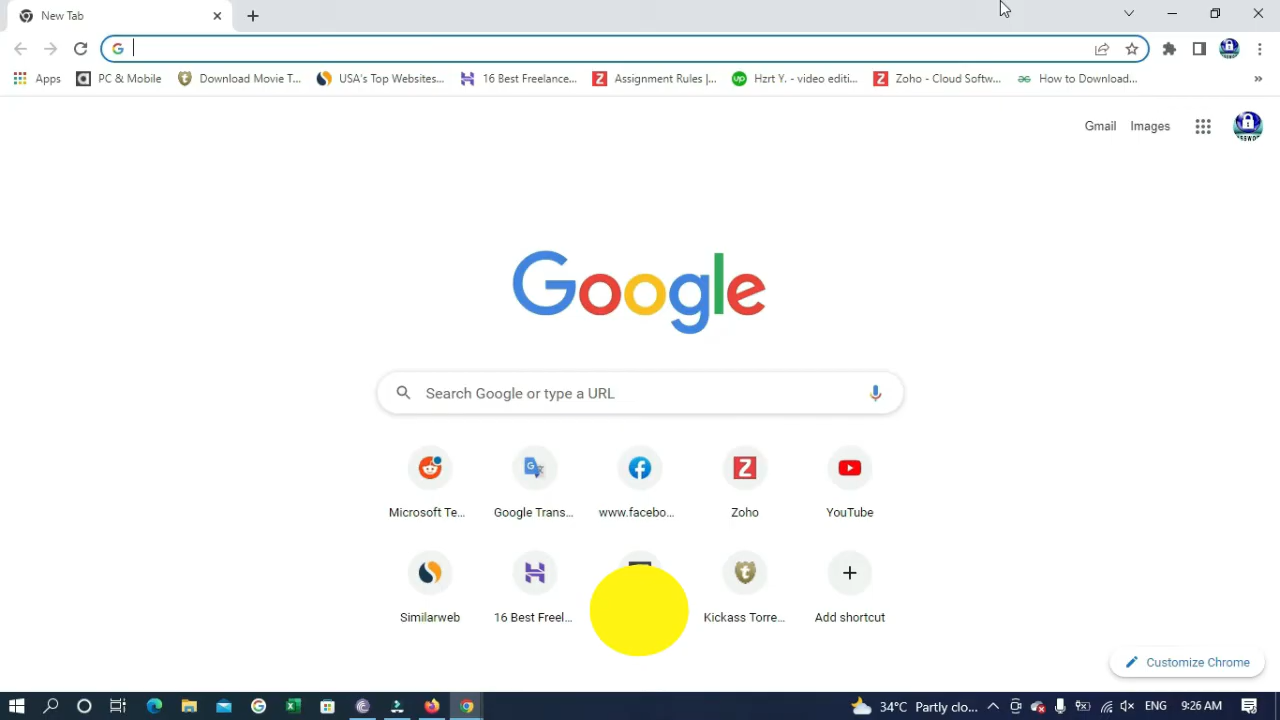 New Tab
Apps PC & Mobile Download Movie T... USA's Top Websites... 16 Best Freelance... Assignment Rules |... Hzrt Y. - video editi... Zoho - Cloud Softw... How to Download... »
Gmail Images
Google
Search Google or type a URL
Microsoft Te... Google Trans... www.facebo... Zoho YouTube
Similarweb 16 Best Freel... Kickass Torre... Add shortcut
Customize Chrome
34°C Partly clo... ENG 9:26 AM